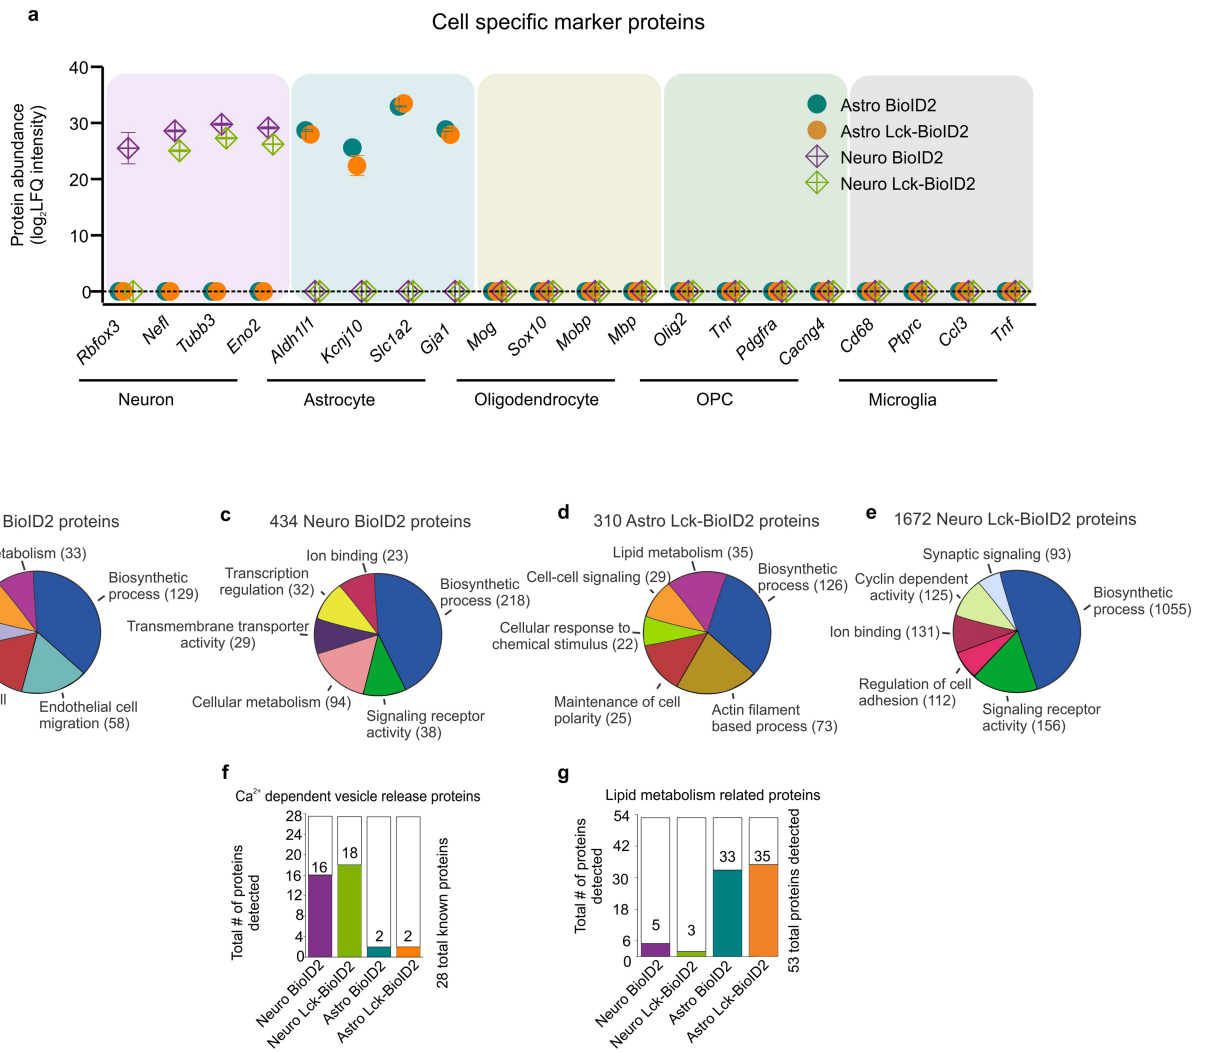 a
Cell specific marker proteins
Protein abundance
(log2LFQ intensity)
40
30
20
10
0
Astro BioID2
Astro Lck-BioID2
Neuro BioID2
Neuro Lck-BioID2
Rbfox3
Nefl
Tubb3
Eno2
Aldh1l1
Kcnj10
Slc1a2
Gja1
Mog
Sox10
Mobp
Mbp
Olig2
Tnr
Pdgfra
Cacng4
Cd68
Ptprc
Ccl3
Tnf
Neuron
Astrocyte
Oligodendrocyte
OPC
Microglia
BioID2 proteins
etabolism (33)
Biosynthetic
process (129)
Endothelial cell
migration (58)
ll
c
434 Neuro BioID2 proteins
Ion binding (23)
Transcription
regulation (32)
Transmembrane transporter
activity (29)
Cellular metabolism (94)
Signaling receptor
activity (38)
Biosynthetic
process (218)
d
310 Astro Lck-BioID2 proteins
Lipid metabolism (35)
Cell-cell signaling (29)
Cellular response to
chemical stimulus (22)
Maintenance of cell
polarity (25)
Actin filament
based process (73)
Biosynthetic
process (126)
e
1672 Neuro Lck-BioID2 proteins
Synaptic signaling (93)
Cyclin dependent
activity (125)
Ion binding (131)
Regulation of cell
adhesion (112)
Signaling receptor
activity (156)
Biosynthetic
process (1055)
f
Ca2+ dependent vesicle release proteins
Total # of proteins
detected
28
24
20
16
12
8
4
0
16
18
2
2
Neuro BioID2
Neuro Lck-BioID2
Astro BioID2
Astro Lck-BioID2
28 total known proteins
g
Lipid metabolism related proteins
Total # of proteins
detected
54
42
30
18
6
0
5
3
33
35
Neuro BioID2
Neuro Lck-BioID2
Astro BioID2
Astro Lck-BioID2
53 total proteins detected